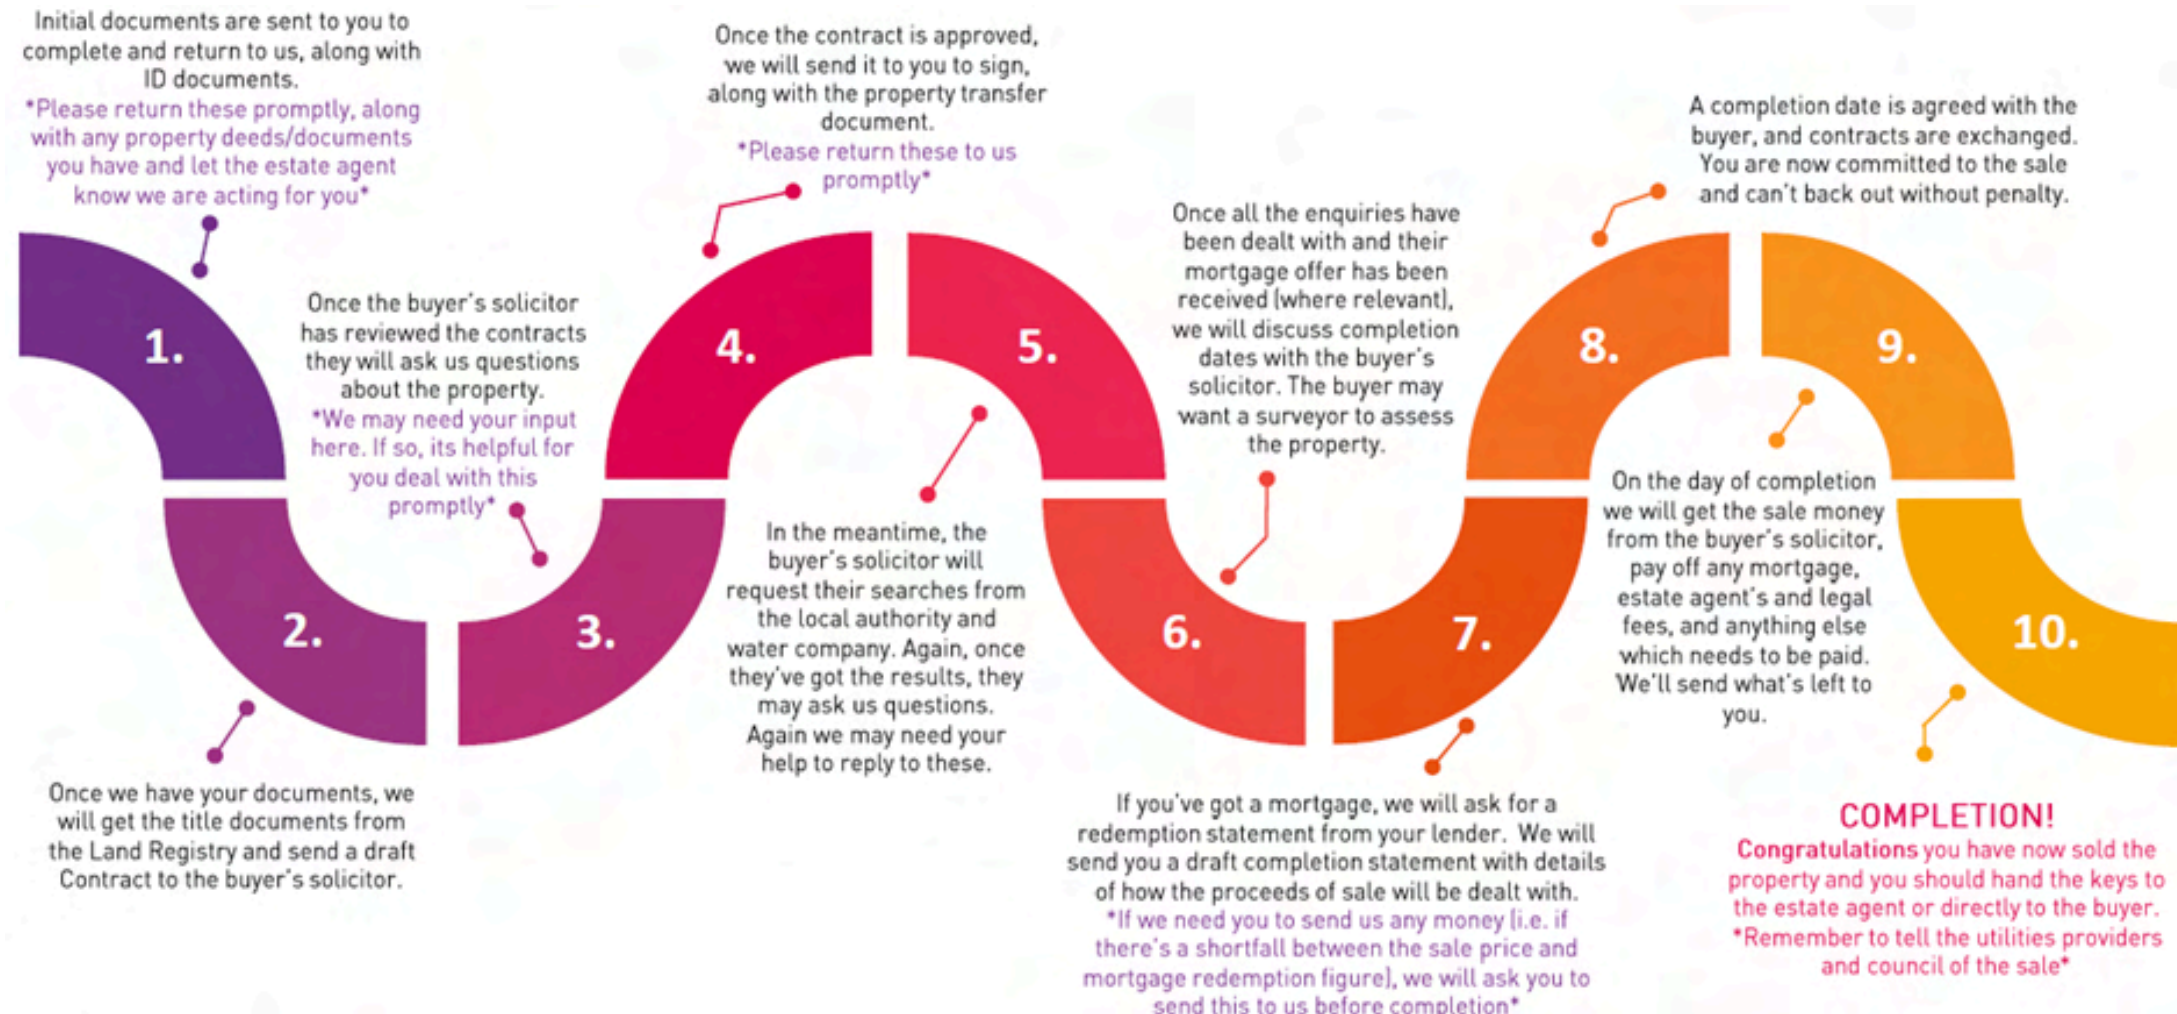 Initial documents are sent to you to
complete and return to us, along with
ID documents.
*Please return these promptly, along
with any property deeds/documents
you have and let the estate agent
know we are acting for you*
1.
Once we have your documents, we
will get the title documents from
the Land Registry and send a draft
Contract to the buyer's solicitor.
2.
Once the buyer's solicitor
has reviewed the contracts
they will ask us questions
about the property.
*We may need your input
here. If so, its helpful for
you deal with this
promptly*
3.
Once the contract is approved,
we will send it to you to sign,
along with the property transfer
document.
*Please return these to us
promptly*
4.
5.
In the meantime, the
buyer's solicitor will
request their searches from
the local authority and
water company. Again, once
they've got the results, they
may ask us questions.
Again we may need your
help to reply to these.
Once all the enquiries have
been dealt with and their
mortgage offer has been
received (where relevant),
we will discuss completion
dates with the buyer's
solicitor. The buyer may
want a surveyor to assess
the property.
6.
7.
If you've got a mortgage, we will ask for a
redemption statement from your lender. We will
send you a draft completion statement with details
of how the proceeds of sale will be dealt with.
*If we need you to send us any money (i.e. if
there's a shortfall between the sale price and
mortgage redemption figure), we will ask you to
send this to us before completion*
A completion date is agreed with the
buyer, and contracts are exchanged.
You are now committed to the sale
and can't back out without penalty.
8.
9.
On the day of completion
we will get the sale money
from the buyer's solicitor,
pay off any mortgage,
estate agent's and legal
fees, and anything else
which needs to be paid.
We'll send what's left to
you.
10.
COMPLETION!
Congratulations you have now sold the
property and you should hand the keys to
the estate agent or directly to the buyer.
*Remember to tell the utilities providers
and council of the sale*